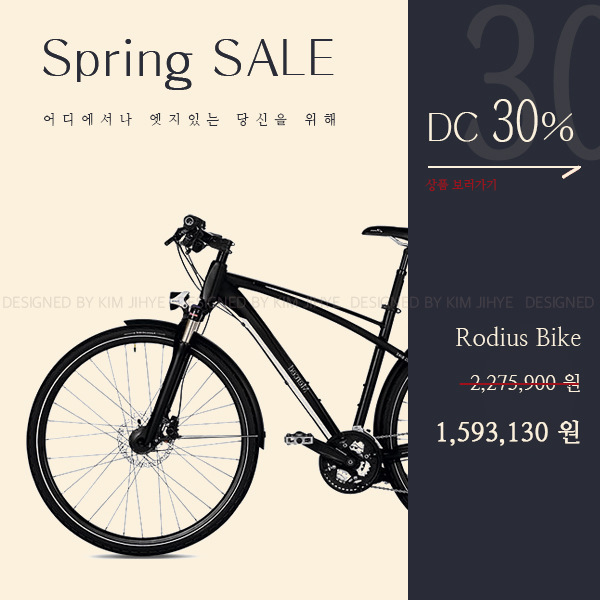 Spring SALE
어디에서나 엣지있는 당신을 위해
30
DC 30%
상품 보러가기
DESIGNED BY KIM JIHYE DESIGNED BY KIM JIHYE DESIGNED BY KIM JIHYE DESIGNED
Rodius Bike
2,275,900 원
1,593,130 원